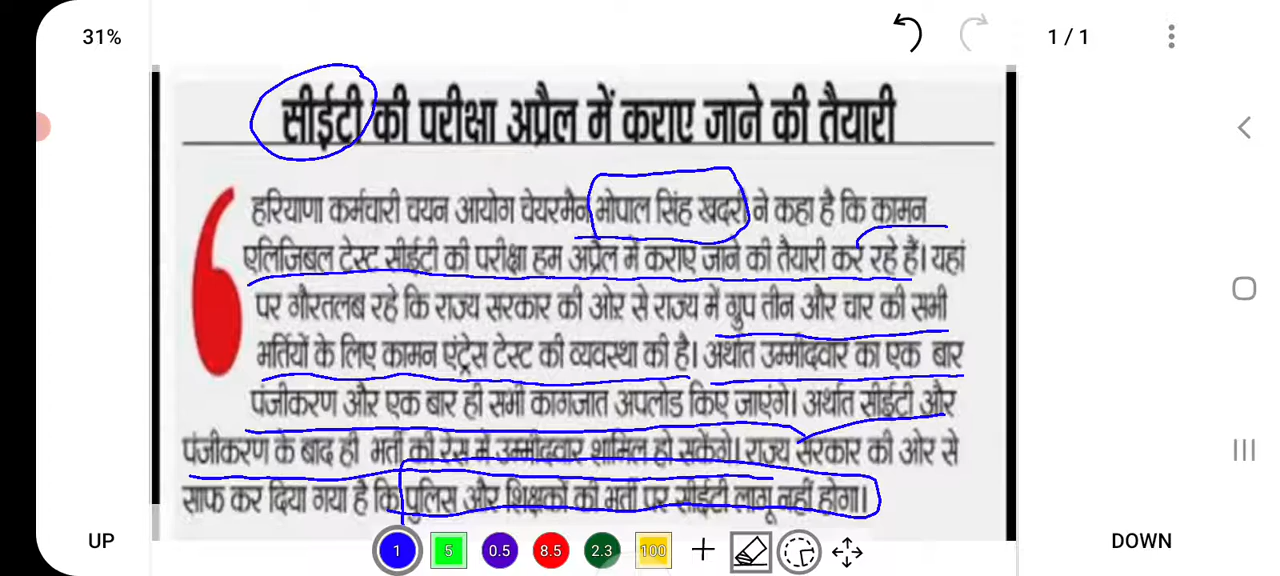 31%
1 / 1
सीईटी की परीक्षा अप्रैल में कराए जाने की तैयारी
हरियाणा कर्मचारी चयन आयोग चेयरमैन भोपाल सिंह खदरी ने कहा है कि कामन
एलिजिबल टेस्ट सीईटी की परीक्षा हम अप्रैल में कराए जाने की तैयारी कर रहे हैं। यहां
पर गौरतलब रहे कि राज्य सरकार की ओर से राज्य में ग्रुप तीन और चार की सभी
भर्तियों के लिए कामन एंट्रेस टेस्ट की व्यवस्था की है। अर्थात उम्मीदवार का एक बार
पंजीकरण और एक बार ही सभी कागजात अपलोड किए जाएंगे। अर्थात सीईटी और
पंजीकरण के बाद ही भर्ती की रेस में उम्मीदवार शामिल हो सकेंगे। राज्य सरकार की ओर से
साफ कर दिया गया है कि पुलिस और शिक्षकों की भर्ती पर सीईटी लागू नहीं होगा।
UP
1 5 0.5 8.5 2.3 100
DOWN